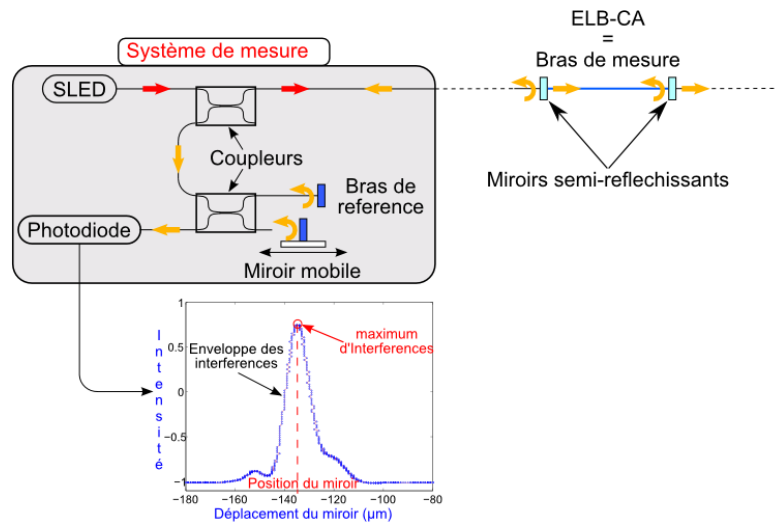 ELB-CA
=
Bras de mesure
Système de mesure
SLED
Coupleurs
Bras de
reference
Miroirs semi-reflechissants
Photodiode
Miroir mobile
Intensité
1
0.5
0
−0.5
−1
Enveloppe des
interferences
maximum
d'Interferences
Position du miroir
−180
−160
−140
−120
−100
−80
Déplacement du miroir (µm)